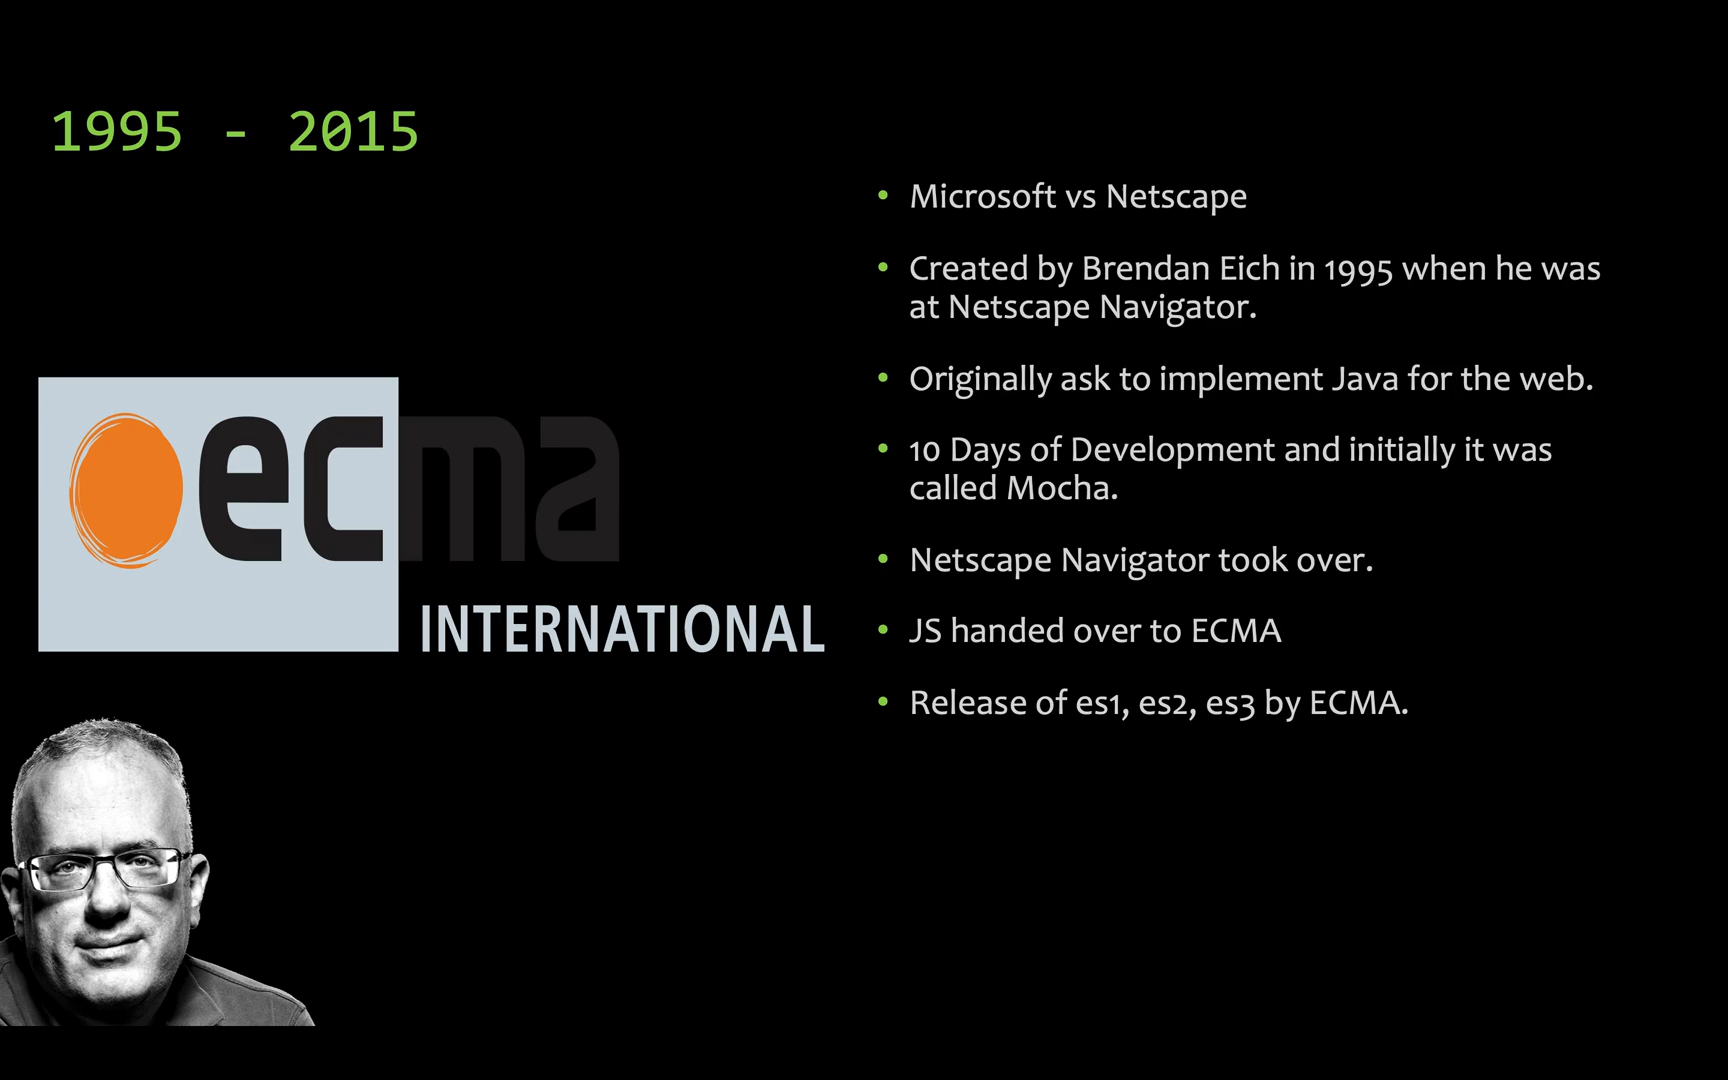 1995 - 2015
• Microsoft vs Netscape
• Created by Brendan Eich in 1995 when he was
at Netscape Navigator.
• Originally ask to implement Java for the web.
• 10 Days of Development and initially it was
called Mocha.
• Netscape Navigator took over.
• JS handed over to ECMA
• Release of es1, es2, es3 by ECMA.
ecma
INTERNATIONAL